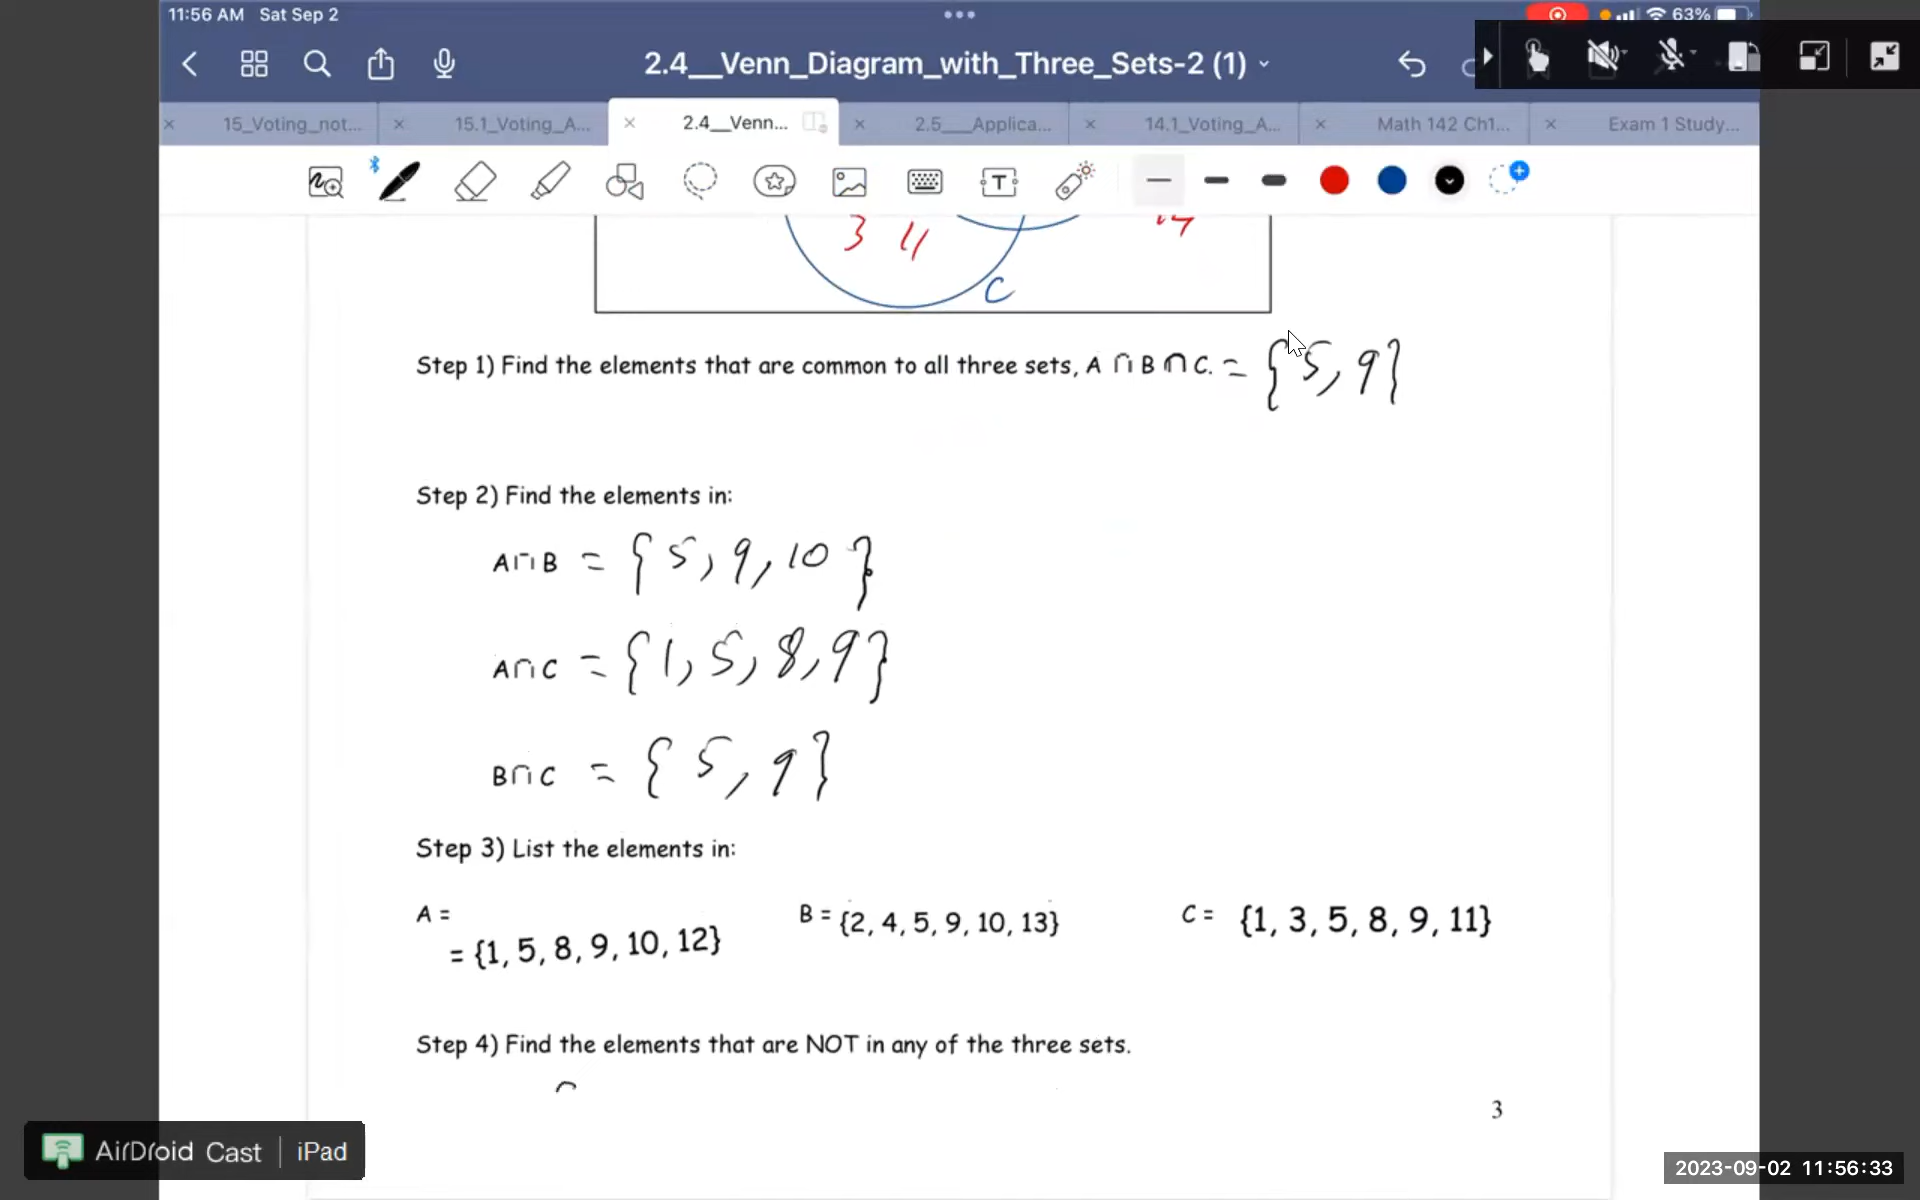 11:56 AM Sat Sep 2
63%
2.4__Venn_Diagram_with_Three_Sets-2 (1)
15_Voting_not... 15.1_Voting_A... 2.4__Venn... 2.5___Applica... 14.1_Voting_A... Math 142 Ch1... Exam 1 Study...
3 11
C
Step 1) Find the elements that are common to all three sets, A ∩ B ∩ C. = {5, 9}
Step 2) Find the elements in:
A∩B = {5, 9, 10}
A∩C = {1, 5, 8, 9}
B∩C = {5, 9}
Step 3) List the elements in:
A = B = {2, 4, 5, 9, 10, 13} C = {1, 3, 5, 8, 9, 11}
= {1, 5, 8, 9, 10, 12}
Step 4) Find the elements that are NOT in any of the three sets.
3
AirDroid Cast | iPad
2023-09-02 11:56:33